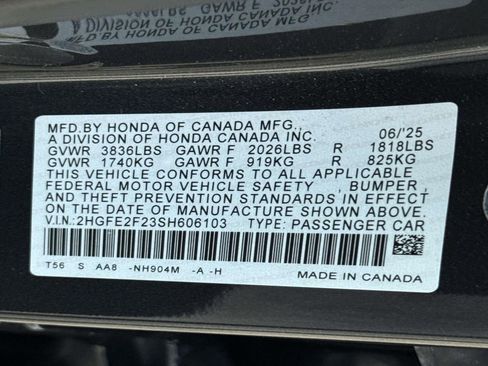 MFD.BY HONDA OF CANADA MFG., 06/'25
A DIVISION OF HONDA CANADA INC.
GVWR 3836LBS GAWR F 2026LBS R 1818LBS
GVWR 1740KG GAWR F 919KG R 825KG
THIS VEHICLE CONFORMS TO ALL APPLICABLE
FEDERAL MOTOR VEHICLE SAFETY , BUMPER ,
AND THEFT PREVENTION STANDARDS IN EFFECT
ON THE DATE OF MANUFACTURE SHOWN ABOVE.
V.I.N.:2HGFE2F23SH606103 TYPE: PASSENGER CAR
T56 S AA8 -NH904M -A -H
MADE IN CANADA